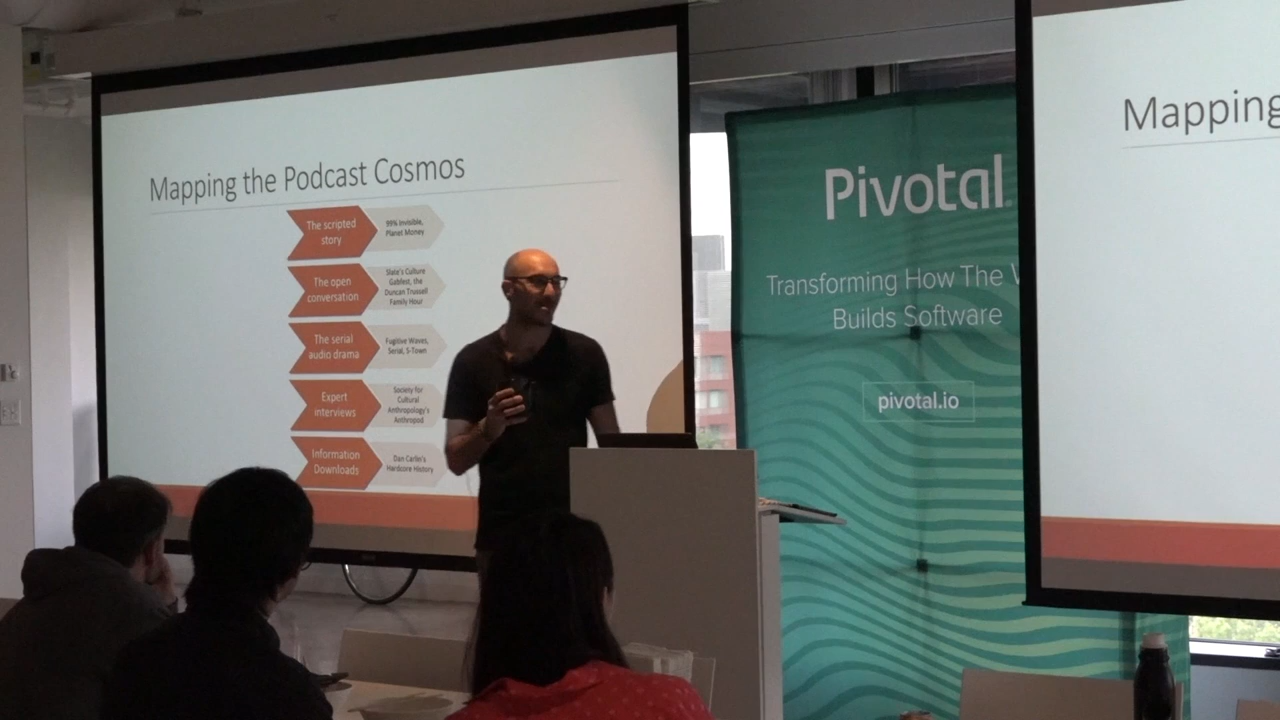 Mapping the Podcast Cosmos
The scripted
story
99% Invisible,
Planet Money
The open
conversation
Slate's Culture
Gabfest, the
Duncan Trussell
Family Hour
The serial
audio drama
Fugitive Waves,
Serial, S-Town
Expert
interviews
Society for
Cultural
Anthropology's
Anthropod
Information
Downloads
Dan Carlin's
Hardcore History
Pivotal
Transforming How The W
Builds Software
pivotal.io
Mapping